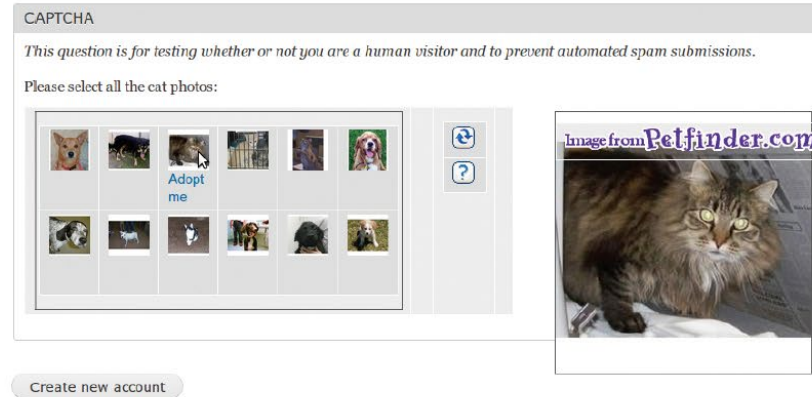 CAPTCHA
This question is for testing whether or not you are a human visitor and to prevent automated spam submissions.
Please select all the cat photos:
Adopt
me
?
Image from Petfinder.com
Create new account